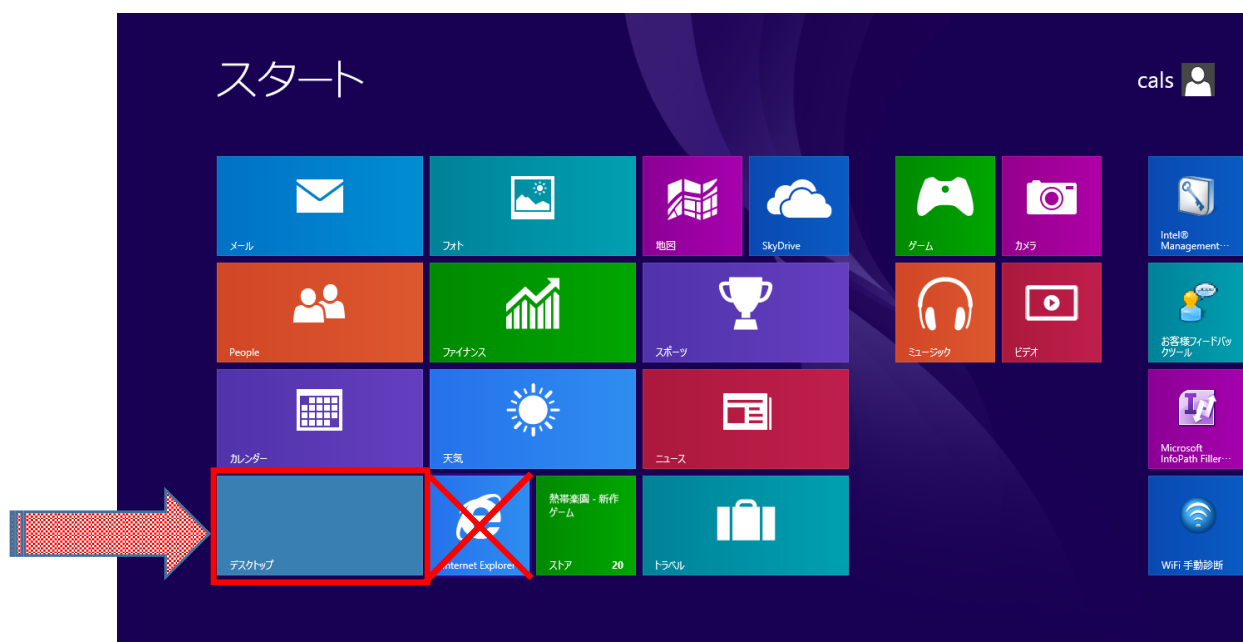 スタート
cals
メール
フォト
地図
SkyDrive
ゲーム
カメラ
Intel®
Management…
People
ファイナンス
スポーツ
ミュージック
ビデオ
お客様フィードバッ
クツール
カレンダー
天気
ニュース
Microsoft
InfoPath Filler…
デスクトップ
Internet Explorer
熱帯楽園 - 新作
ゲーム
ストア 20
トラベル
WiFi 手動診断